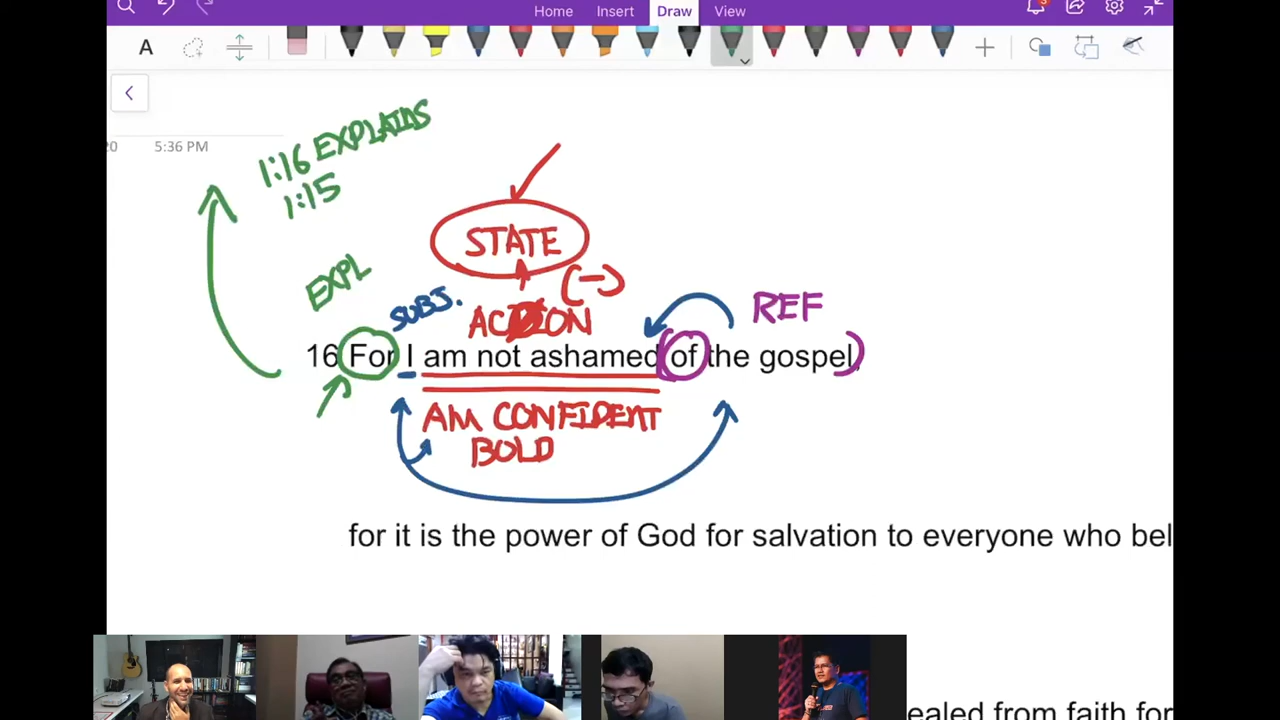 Home Insert Draw View
A
20 5:36 PM
1:16 EXPLAINS
1:15
STATE
EXPL
SUBJ.
ACTION
(-)
REF
16 For I am not ashamed (of the gospel,)
AM CONFIDENT
BOLD
for it is the power of God for salvation to everyone who bel
ealed from faith for